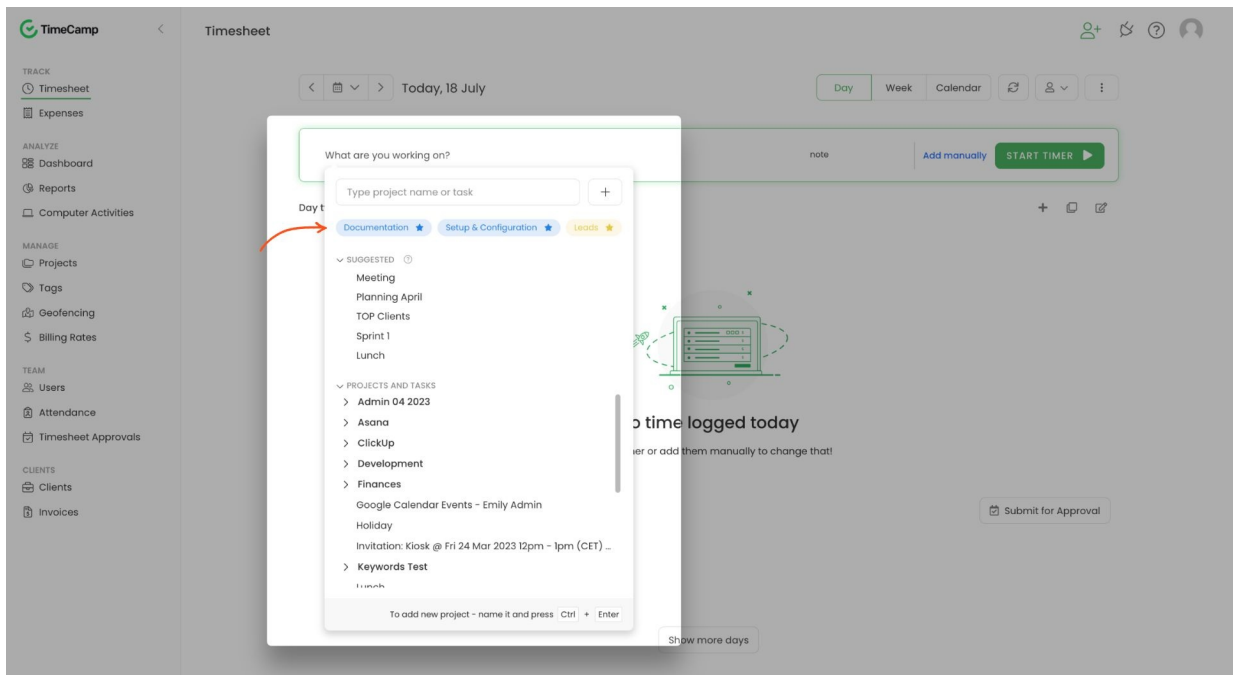 TimeCamp
Timesheet
TRACK
Timesheet
Expenses
ANALYZE
Dashboard
Reports
Computer Activities
MANAGE
Projects
Tags
Geofencing
Billing Rates
TEAM
Users
Attendance
Timesheet Approvals
CLIENTS
Clients
Invoices
Today, 18 July
Day Week Calendar
What are you working on?
note
Add manually
START TIMER
Day t
Type project name or task
Documentation
Setup & Configuration
Leads
SUGGESTED
Meeting
Planning April
TOP Clients
Sprint 1
Lunch
PROJECTS AND TASKS
Admin 04 2023
Asana
ClickUp
Development
Finances
Google Calendar Events - Emily Admin
Holiday
Invitation: Kiosk @ Fri 24 Mar 2023 12pm - 1pm (CET) ...
Keywords Test
Lunch
To add new project - name it and press Ctrl + Enter
o time logged today
er or add them manually to change that!
Submit for Approval
Show more days